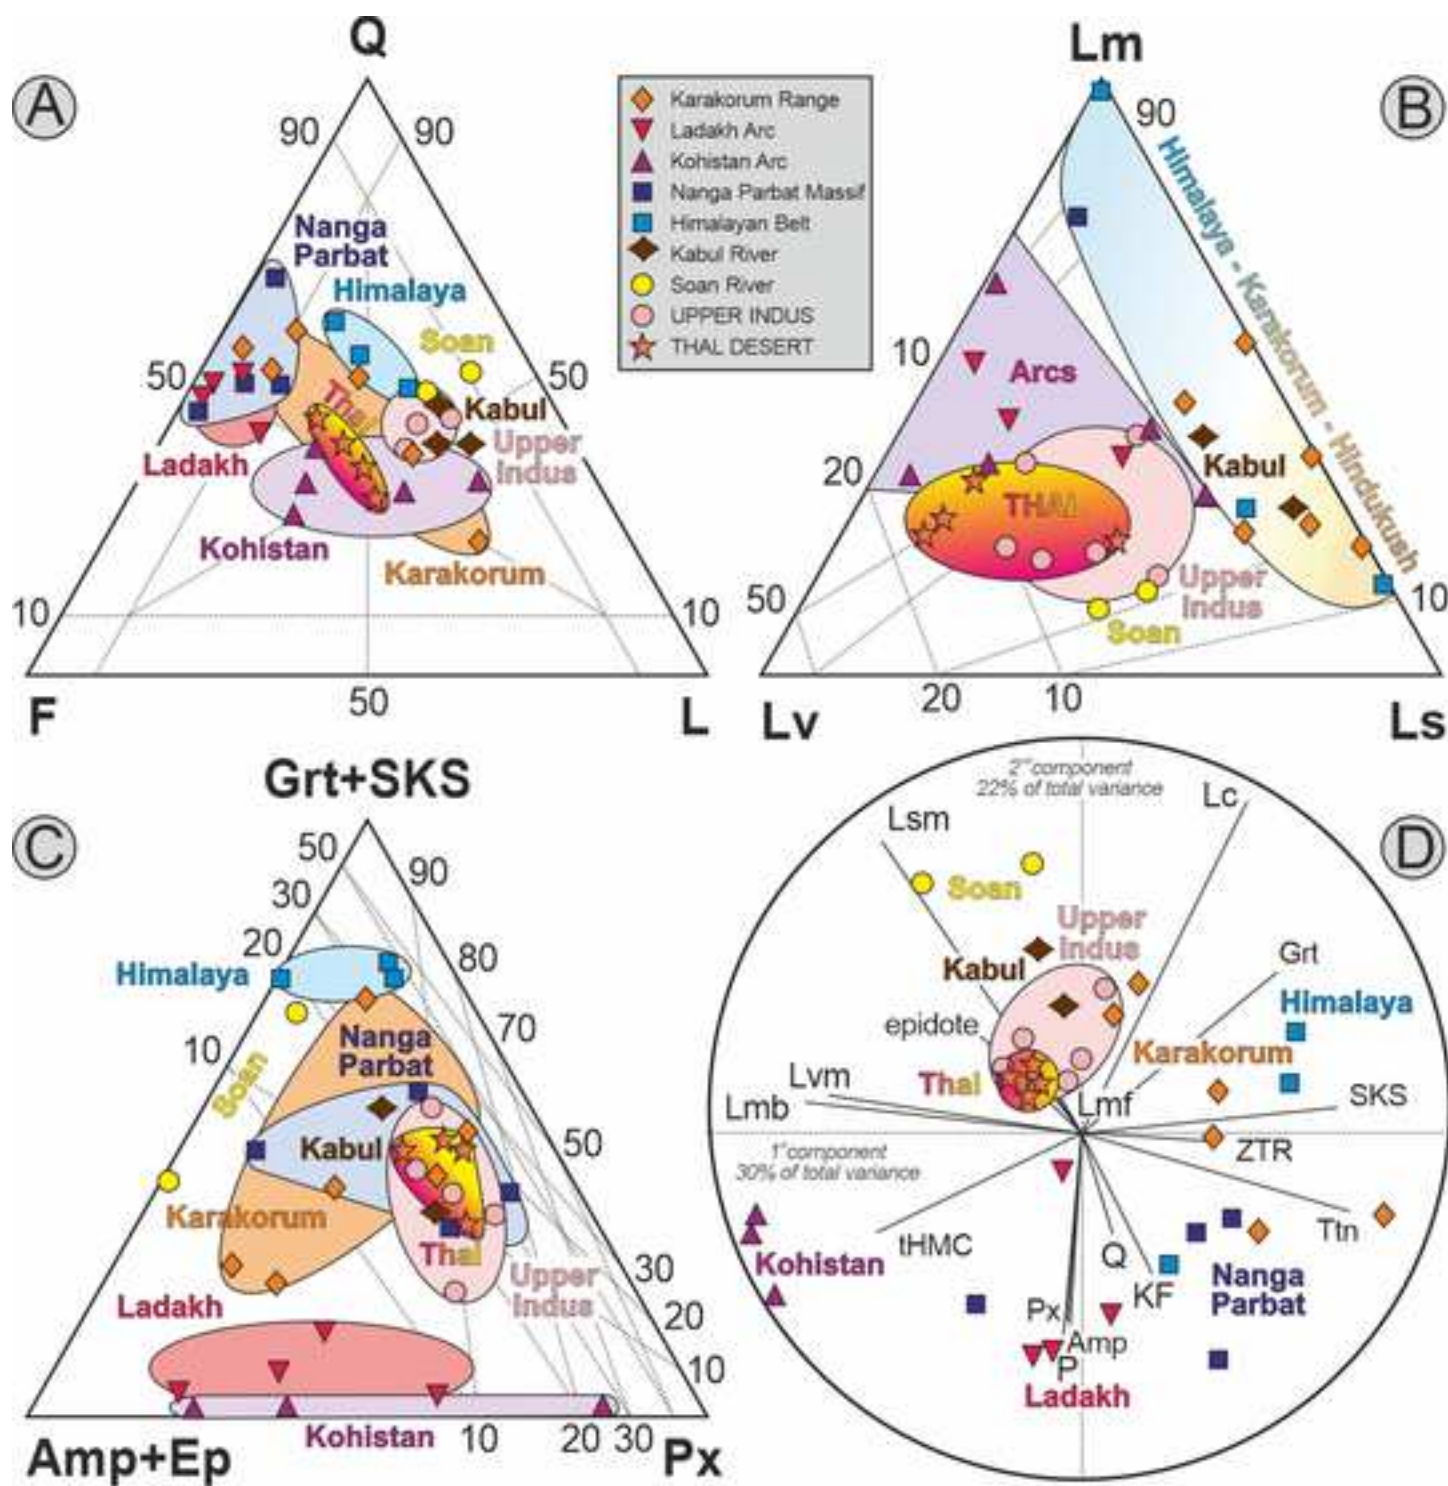 Q
A
90
90
Nanga
Parbat
Himalaya
Soan
50
50
Thal
Kabul
Ladakh
Upper
Indus
Kohistan
Karakorum
10
10
F
50
L
Karakorum Range
Ladakh Arc
Kohistan Arc
Nanga Parbat Massif
Himalayan Belt
Kabul River
Soan River
UPPER INDUS
THAL DESERT
Lm
B
90
Himalaya - Karakorum - Hindukush
10
Arcs
20
Kabul
THAl
50
Upper
Indus
Soan
10
20
10
Lv
Ls
Grt+SKS
C
50
90
30
20
80
Himalaya
70
10
Nanga
Parbat
Soan
50
Kabul
Karakorum
Thal
Upper
Indus
30
Ladakh
20
10
Kohistan
10
20
30
Amp+Ep
Px
D
2
component
22% of total variance
Lc
Lsm
Soan
Upper
Indus
Kabul
Grt
Himalaya
epidote
Karakorum
Thal
Lvm
Lmb
Lmf
SKS
1
component
30% of total variance
ZTR
Ttn
tHMC
Kohistan
Q
KF
Nanga
Parbat
Px
Amp
P
Ladakh